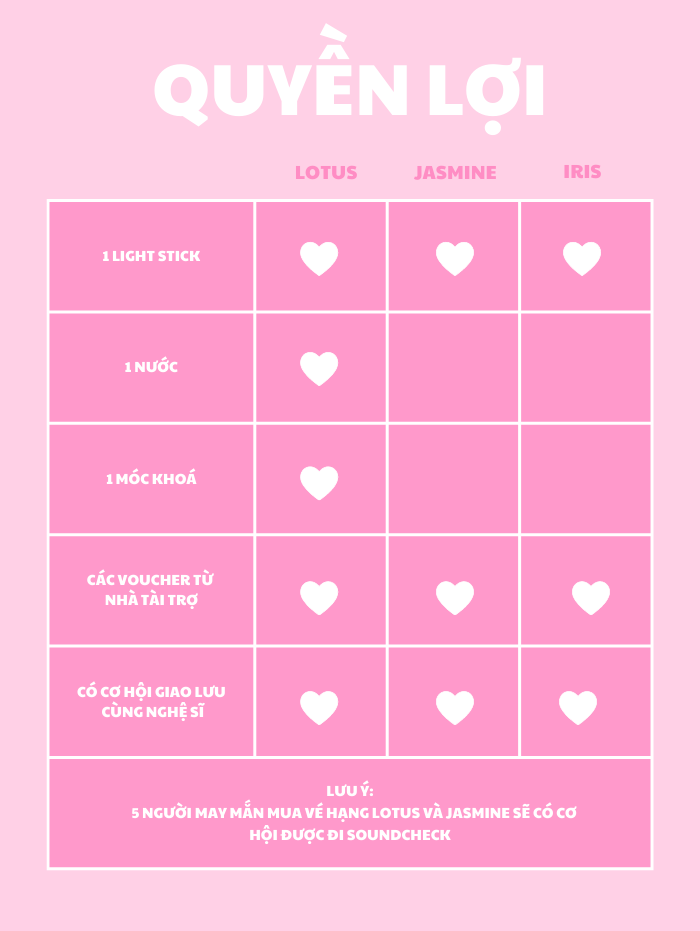 QUYỀN LỢI
LOTUS JASMINE IRIS
1 LIGHT STICK
1 NƯỚC
1 MÓC KHOÁ
CÁC VOUCHER TỪ
NHÀ TÀI TRỢ
CÓ CƠ HỘI GIAO LƯU
CÙNG NGHỆ SĨ
LƯU Ý:
5 NGƯỜI MAY MẮN MUA VÉ HẠNG LOTUS VÀ JASMINE SẼ CÓ CƠ
HỘI ĐƯỢC ĐI SOUNDCHECK